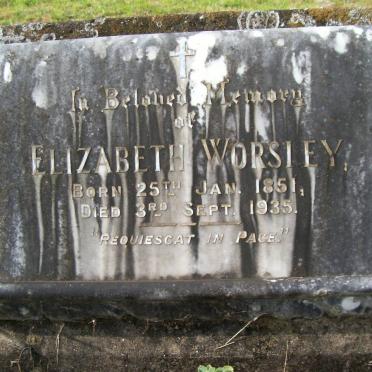 In Beloved Memory
of
ELIZABETH WORSLEY,
BORN 25TH JAN. 1851,
DIED 3RD SEPT. 1935.
"REQUIESCAT IN PACE."